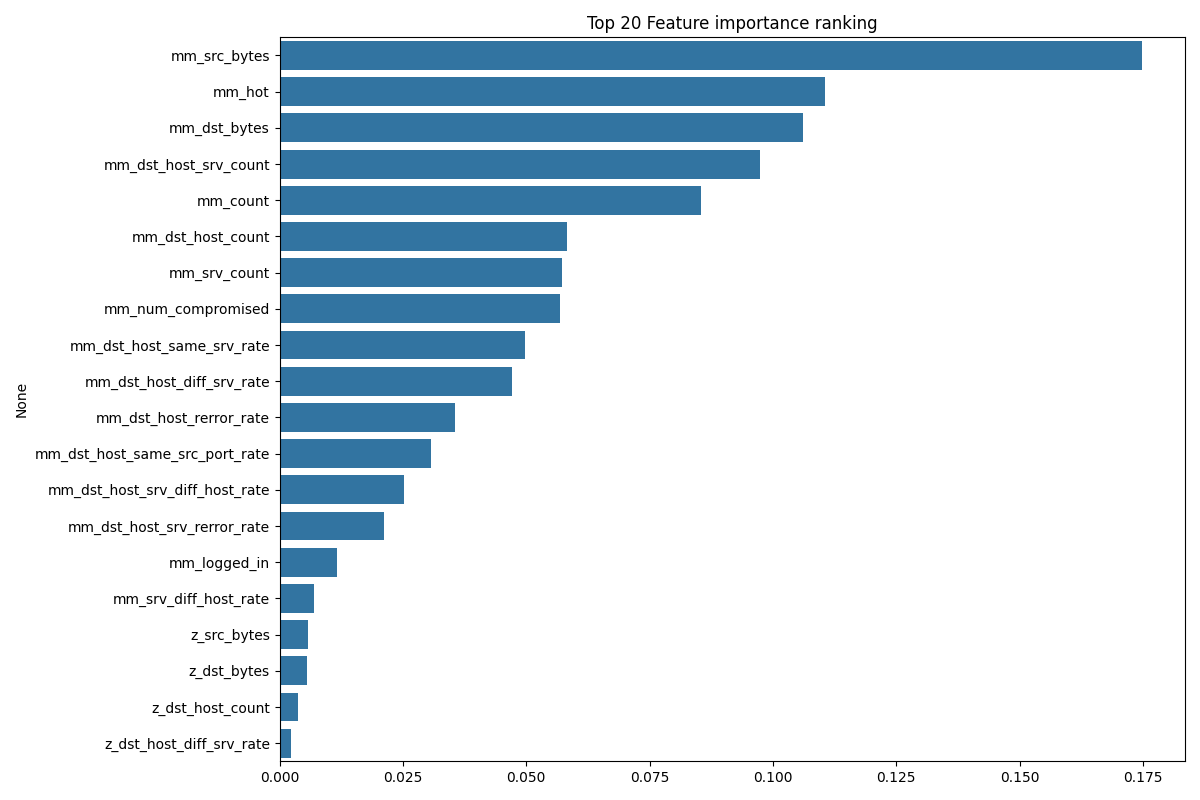 Top 20 Feature importance ranking
mm_src_bytes
mm_hot
mm_dst_bytes
mm_dst_host_srv_count
mm_count
mm_dst_host_count
mm_srv_count
mm_num_compromised
mm_dst_host_same_srv_rate
mm_dst_host_diff_srv_rate
mm_dst_host_rerror_rate
mm_dst_host_same_src_port_rate
mm_dst_host_srv_diff_host_rate
mm_dst_host_srv_rerror_rate
mm_logged_in
mm_srv_diff_host_rate
z_src_bytes
z_dst_bytes
z_dst_host_count
z_dst_host_diff_srv_rate
None
0.000 0.025 0.050 0.075 0.100 0.125 0.150 0.175